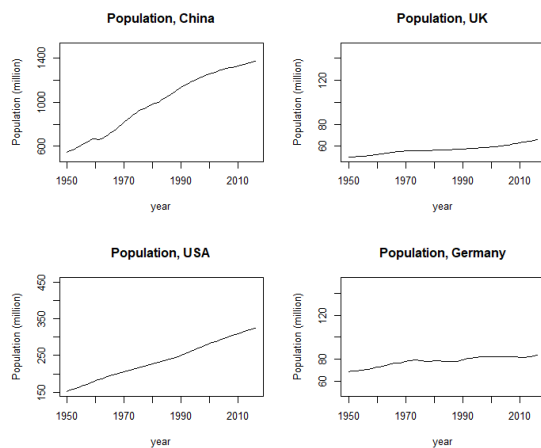 Population, China
Population (million)
600 1000 1400
1950 1970 1990 2010
year
Population, UK
Population (million)
60 80 120
1950 1970 1990 2010
year
Population, USA
Population (million)
150 250 350 450
1950 1970 1990 2010
year
Population, Germany
Population (million)
60 80 120
1950 1970 1990 2010
year